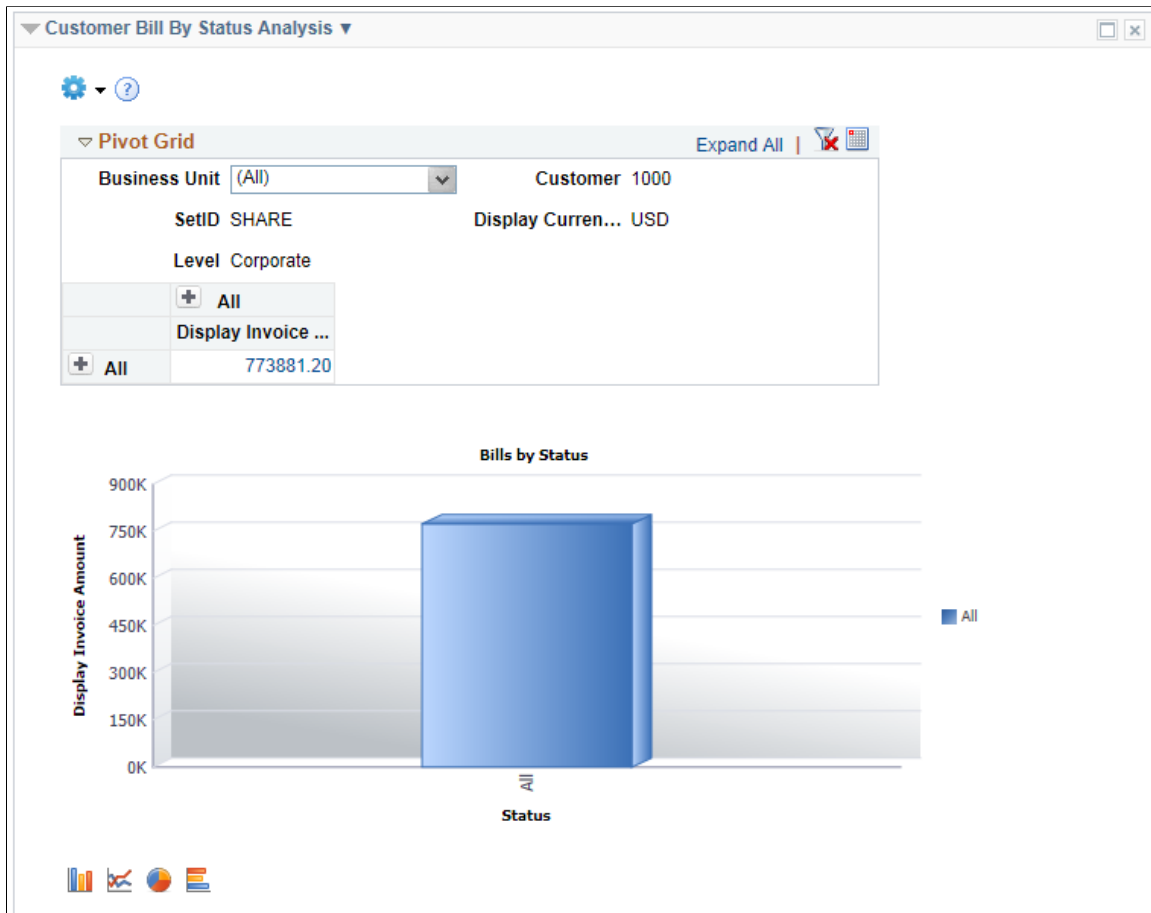 Customer Bill By Status Analysis
?
Pivot Grid Expand All |
Business Unit (All) Customer 1000
SetID SHARE Display Curren... USD
Level Corporate
All
Display Invoice ...
All 773881.20
Bills by Status
900K
750K
600K
450K
300K
150K
0K
Display Invoice Amount
All
All
Status